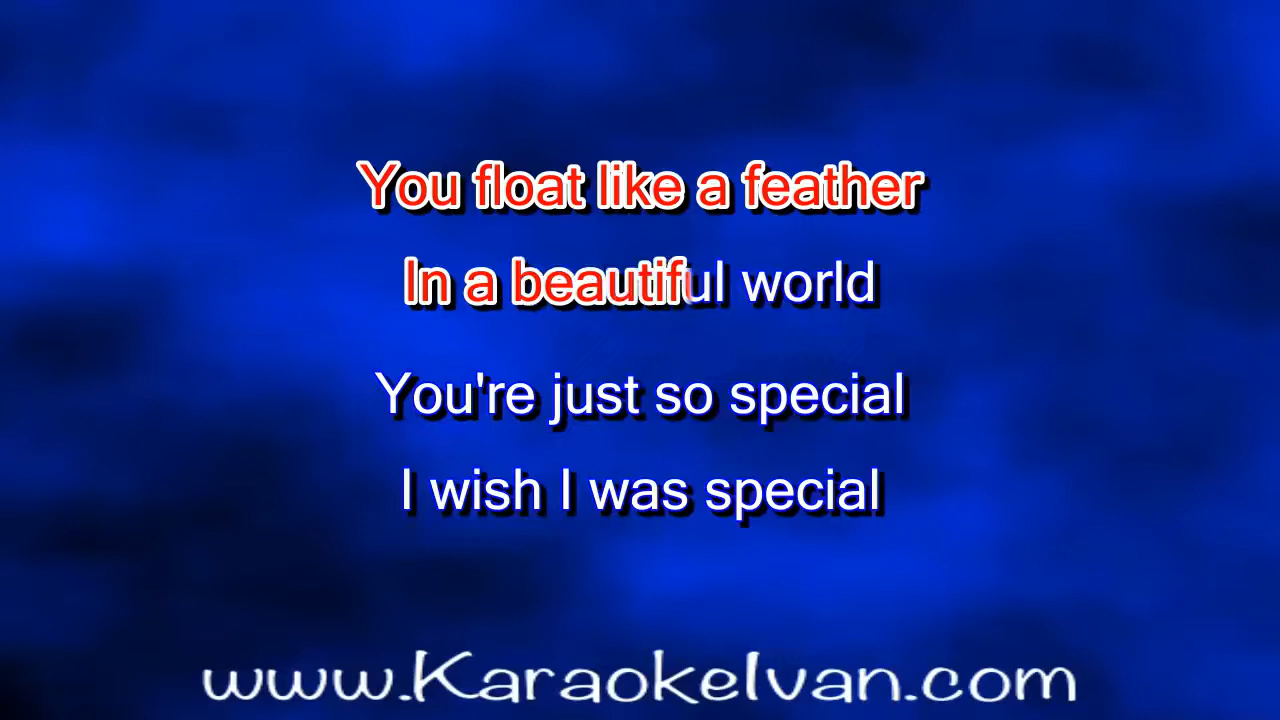 You float like a feather
In a beautiful world
You're just so special
I wish I was special
www.KaraokeIvan.com